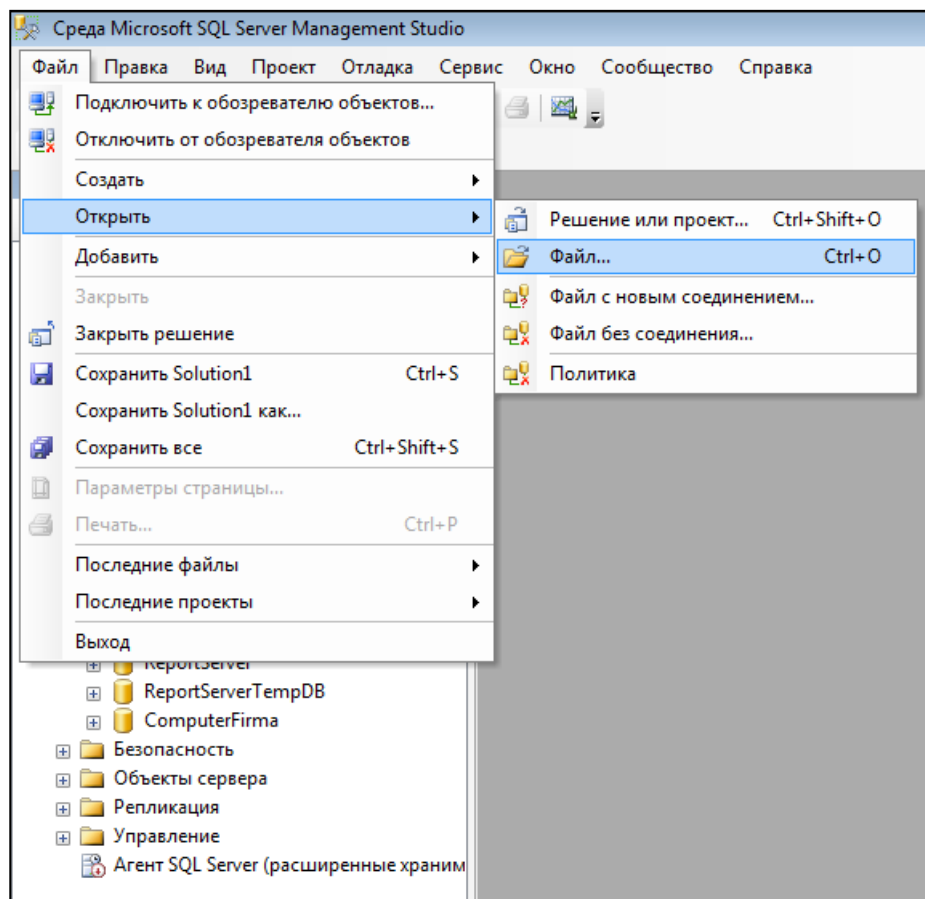 Среда Microsoft SQL Server Management Studio
Файл Правка Вид Проект Отладка Сервис Окно Сообщество Справка
Подключить к обозревателю объектов...
Отключить от обозревателя объектов
Создать
Открыть
Добавить
Закрыть
Закрыть решение
Сохранить Solution1 Ctrl+S
Сохранить Solution1 как...
Сохранить все Ctrl+Shift+S
Параметры страницы...
Печать... Ctrl+P
Последние файлы
Последние проекты
Выход
Решение или проект... Ctrl+Shift+O
Файл... Ctrl+O
Файл с новым соединением...
Файл без соединения...
Политика
ReportServer
ReportServerTempDB
ComputerFirma
Безопасность
Объекты сервера
Репликация
Управление
Агент SQL Server (расширенные храним